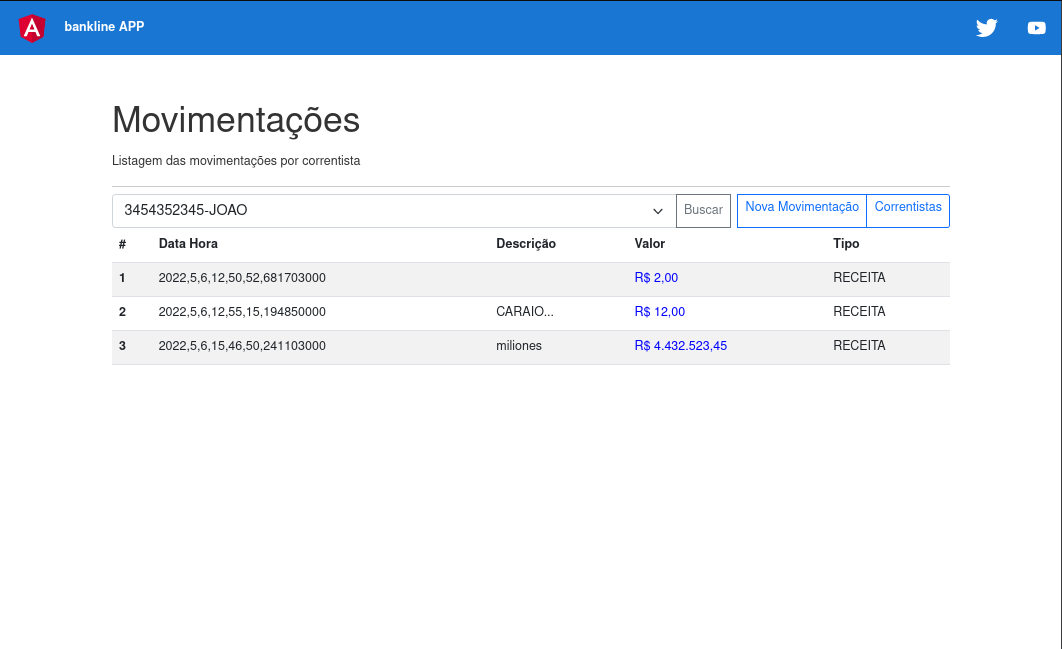 bankline APP
Movimentações
Listagem das movimentações por correntista
3454352345-JOAO Buscar Nova Movimentação Correntistas
# Data Hora Descrição Valor Tipo
1 2022,5,6,12,50,52,681703000 R$ 2,00 RECEITA
2 2022,5,6,12,55,15,194850000 CARAIO... R$ 12,00 RECEITA
3 2022,5,6,15,46,50,241103000 miliones R$ 4.432.523,45 RECEITA